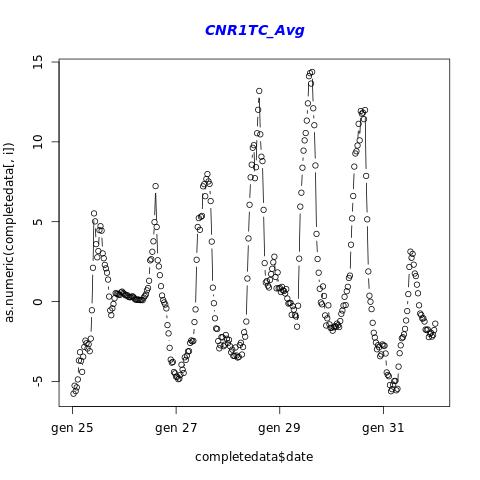 CNR1TC_Avg
as.numeric(completedata[, i])
15
10
5
0
-5
gen 25
gen 27
gen 29
gen 31
completedata$date